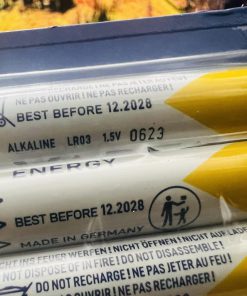 NE PAS OUVRIR ! NE PAS RECHARGER !
BEST BEFORE 12.2028
ALKALINE LR03 1.5V 0623
ENERGY
BEST BEFORE 12.2028
MADE IN GERMANY
NICHT INS FEUER WERFEN! NICHT ÖFFNEN! NICHT AUFLADEN
DO NOT DISPOSE OF IN FIRE! DO NOT DISASSEMBLE!
DO NOT RECHARGE! NE PAS JETER AU FEU !
NE PAS OUVRIR ! NE PAS RECHARGER !